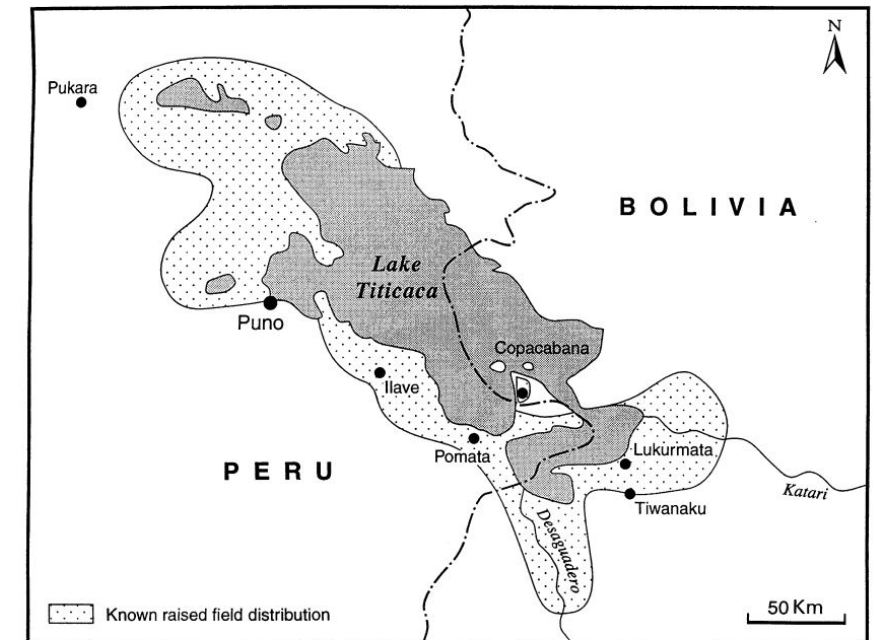 N
Pukara
BOLIVIA
Lake
Titicaca
Puno
Copacabana
Ilave
Pomata
Lukurmata
PERU
Katari
Tiwanaku
Desaguadero
Known raised field distribution
50 Km